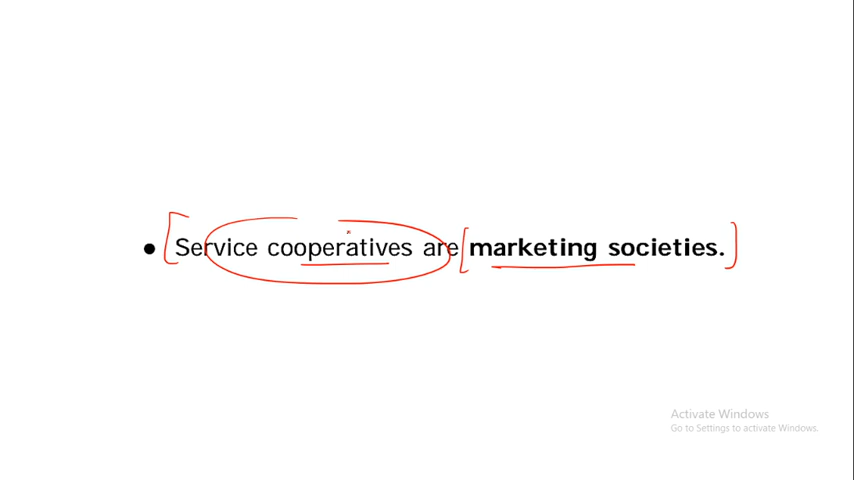 ● Service cooperatives are marketing societies.
Activate Windows
Go to Settings to activate Windows.